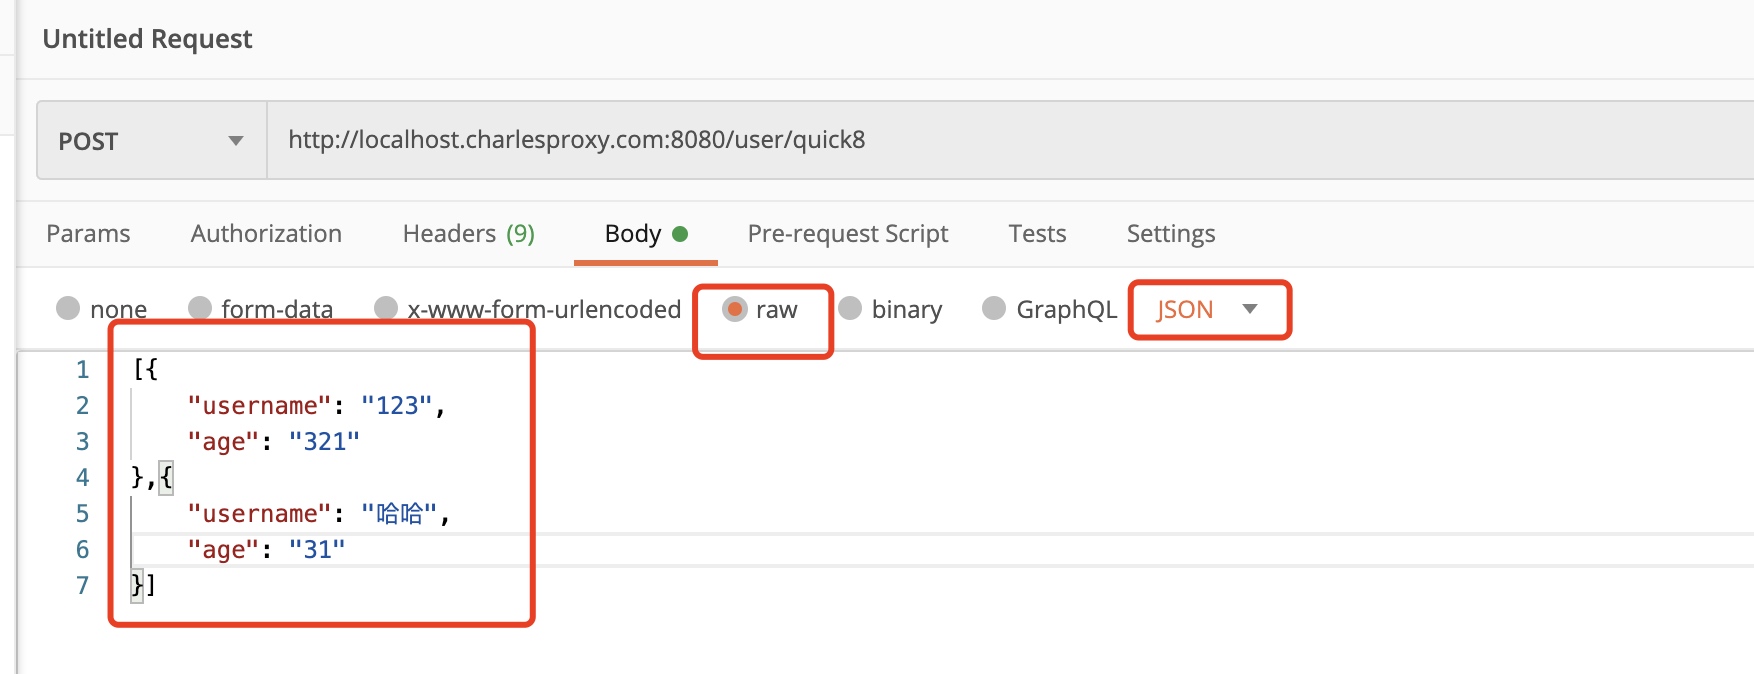 Untitled Request
POST http://localhost.charlesproxy.com:8080/user/quick8
Params Authorization Headers (9) Body Pre-request Script Tests Settings
none form-data x-www-form-urlencoded raw binary GraphQL JSON
1 [{
2 "username": "123",
3 "age": "321"
4 },{
5 "username": "哈哈",
6 "age": "31"
7 }]